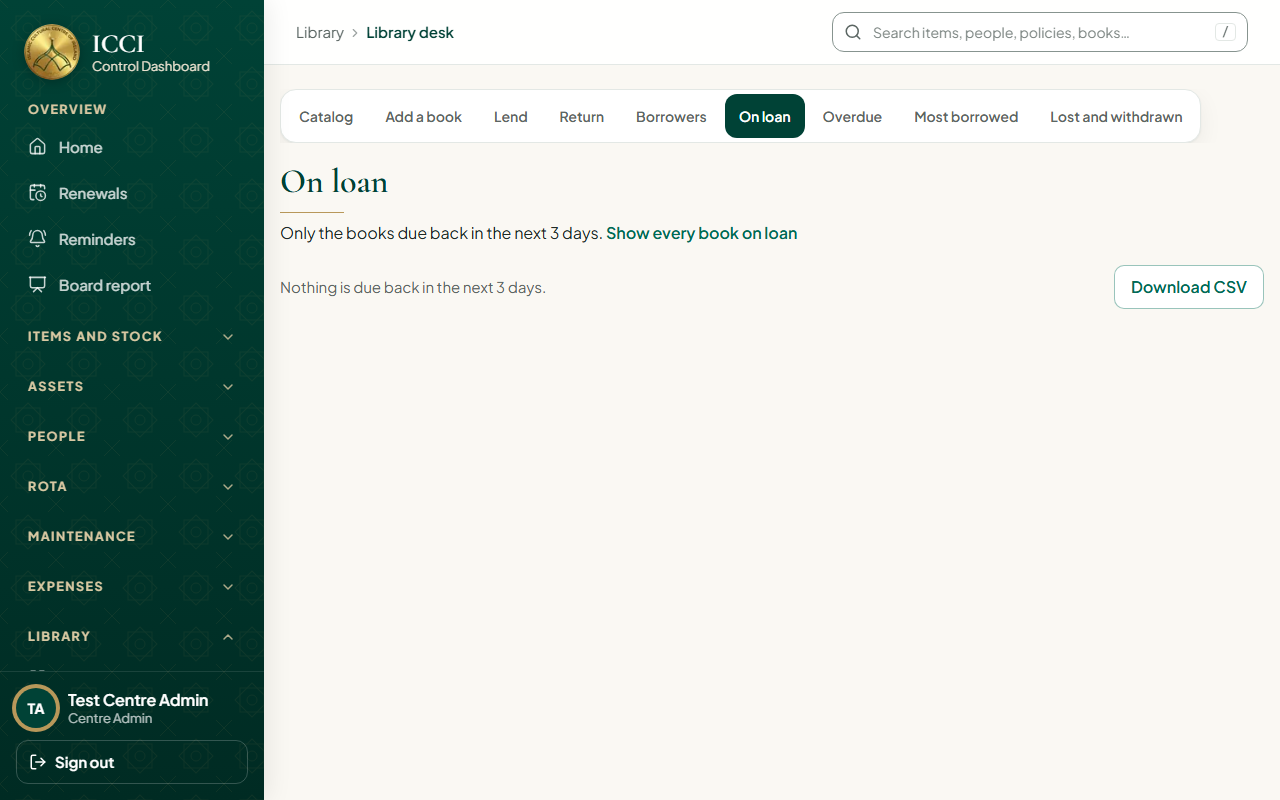 ICCI
Control Dashboard
OVERVIEW
Home
Renewals
Reminders
Board report
ITEMS AND STOCK
ASSETS
PEOPLE
ROTA
MAINTENANCE
EXPENSES
LIBRARY
TA
Test Centre Admin
Centre Admin
Sign out
Library > Library desk
Search items, people, policies, books… /
Catalog Add a book Lend Return Borrowers On loan Overdue Most borrowed Lost and withdrawn
On loan
Only the books due back in the next 3 days. Show every book on loan
Nothing is due back in the next 3 days.
Download CSV